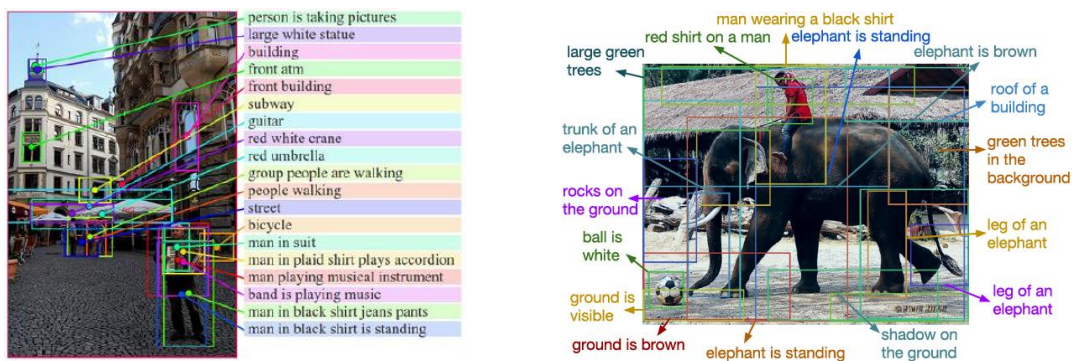 person is taking pictures
large white statue
building
front atm
front building
subway
guitar
red white crane
red umbrella
group people are walking
people walking
street
bicycle
man in suit
man in plaid shirt plays accordion
man playing musical instrument
band is playing music
man in black shirt jeans pants
man in black shirt is standing
man wearing a black shirt
red shirt on a man
elephant is standing
elephant is brown
large green
trees
roof of a
building
trunk of an
elephant
green trees
in the
background
rocks on
the ground
ball is
white
leg of an
elephant
ground is
visible
leg of an
elephant
ground is brown
elephant is standing
shadow on
the ground